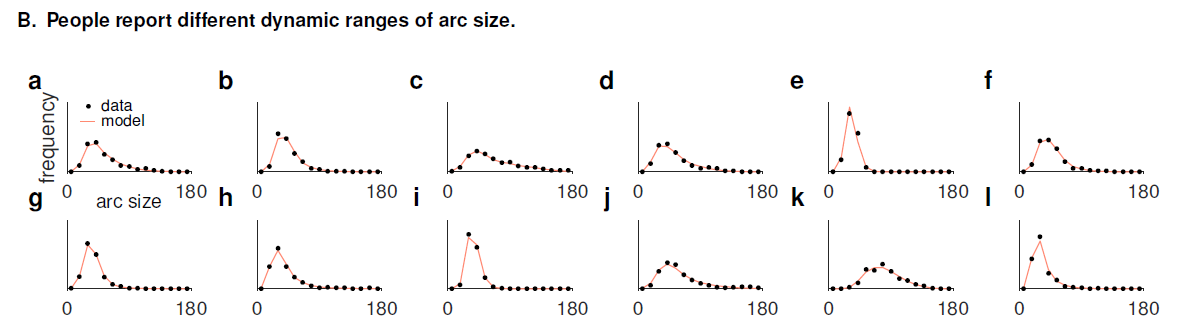 B. People report different dynamic ranges of arc size.
a b c d e f
frequency
data
model
0 180 0 180 0 180 0 180 0 180 0 180
arc size
g h i j k l
0 180 0 180 0 180 0 180 0 180 0 180